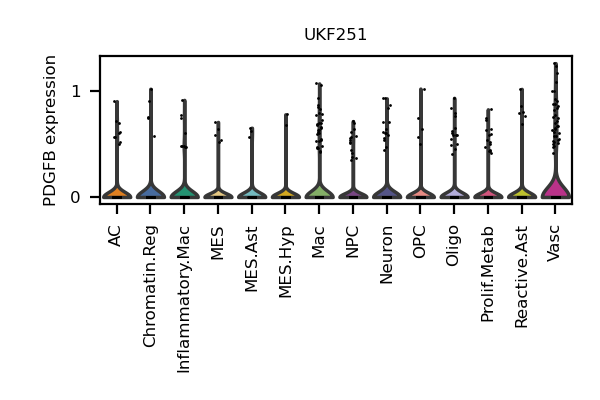 UKF251
PDGFB expression
1
0
AC
Chromatin.Reg
Inflammatory.Mac
MES
MES.Ast
MES.Hyp
Mac
NPC
Neuron
OPC
Oligo
Prolif.Metab
Reactive.Ast
Vasc